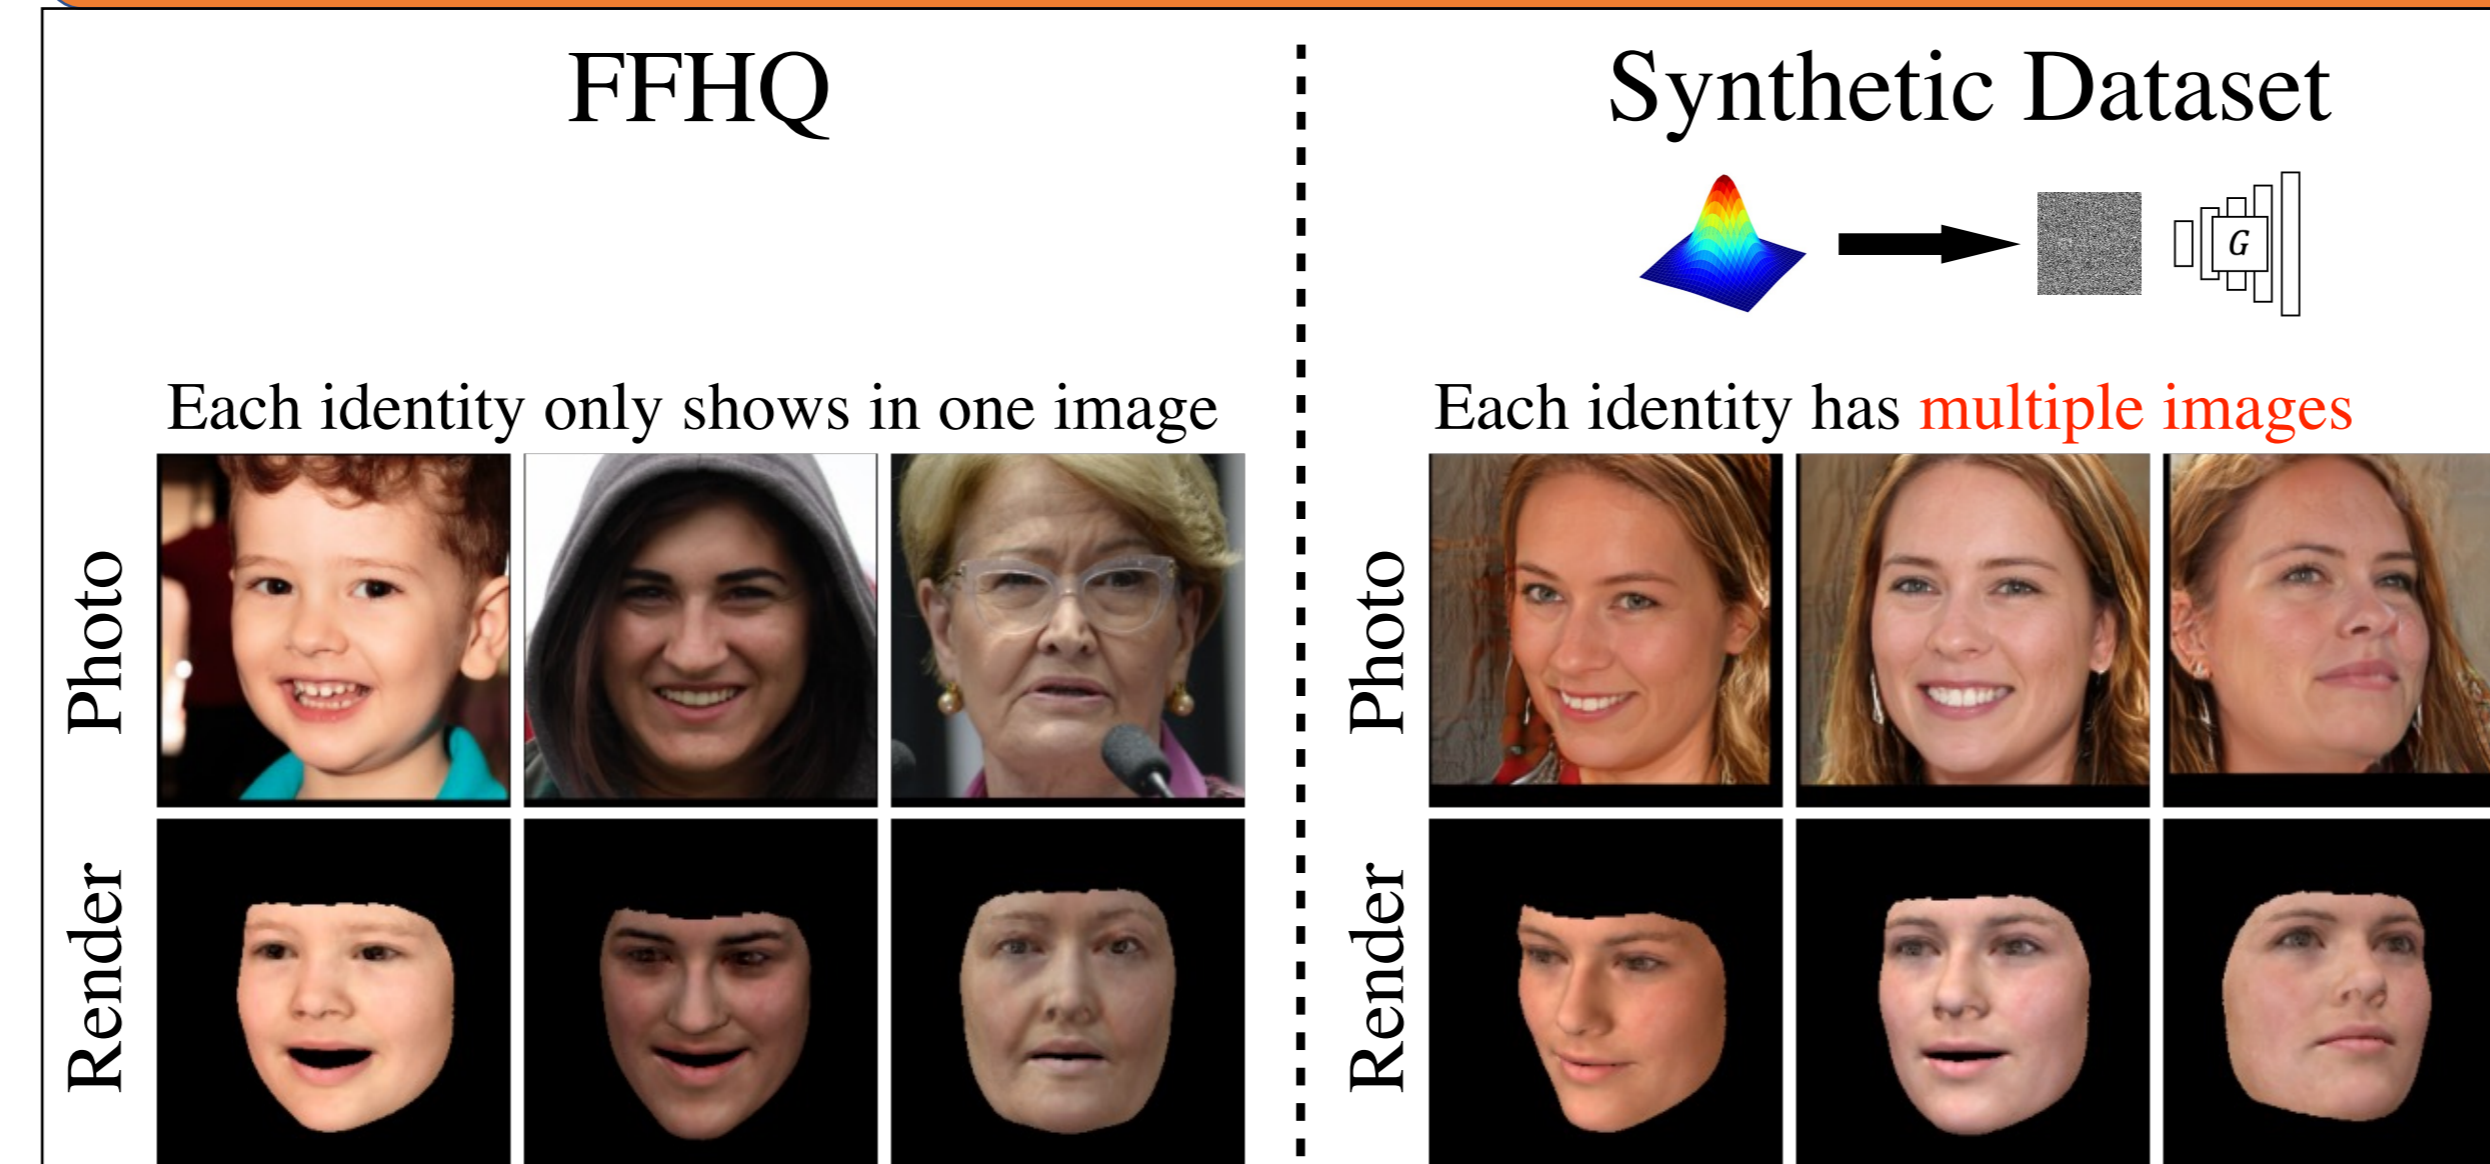 FFHQ
Each identity only shows in one image
Photo
Render
Synthetic Dataset
G
Each identity has multiple images
Photo
Render